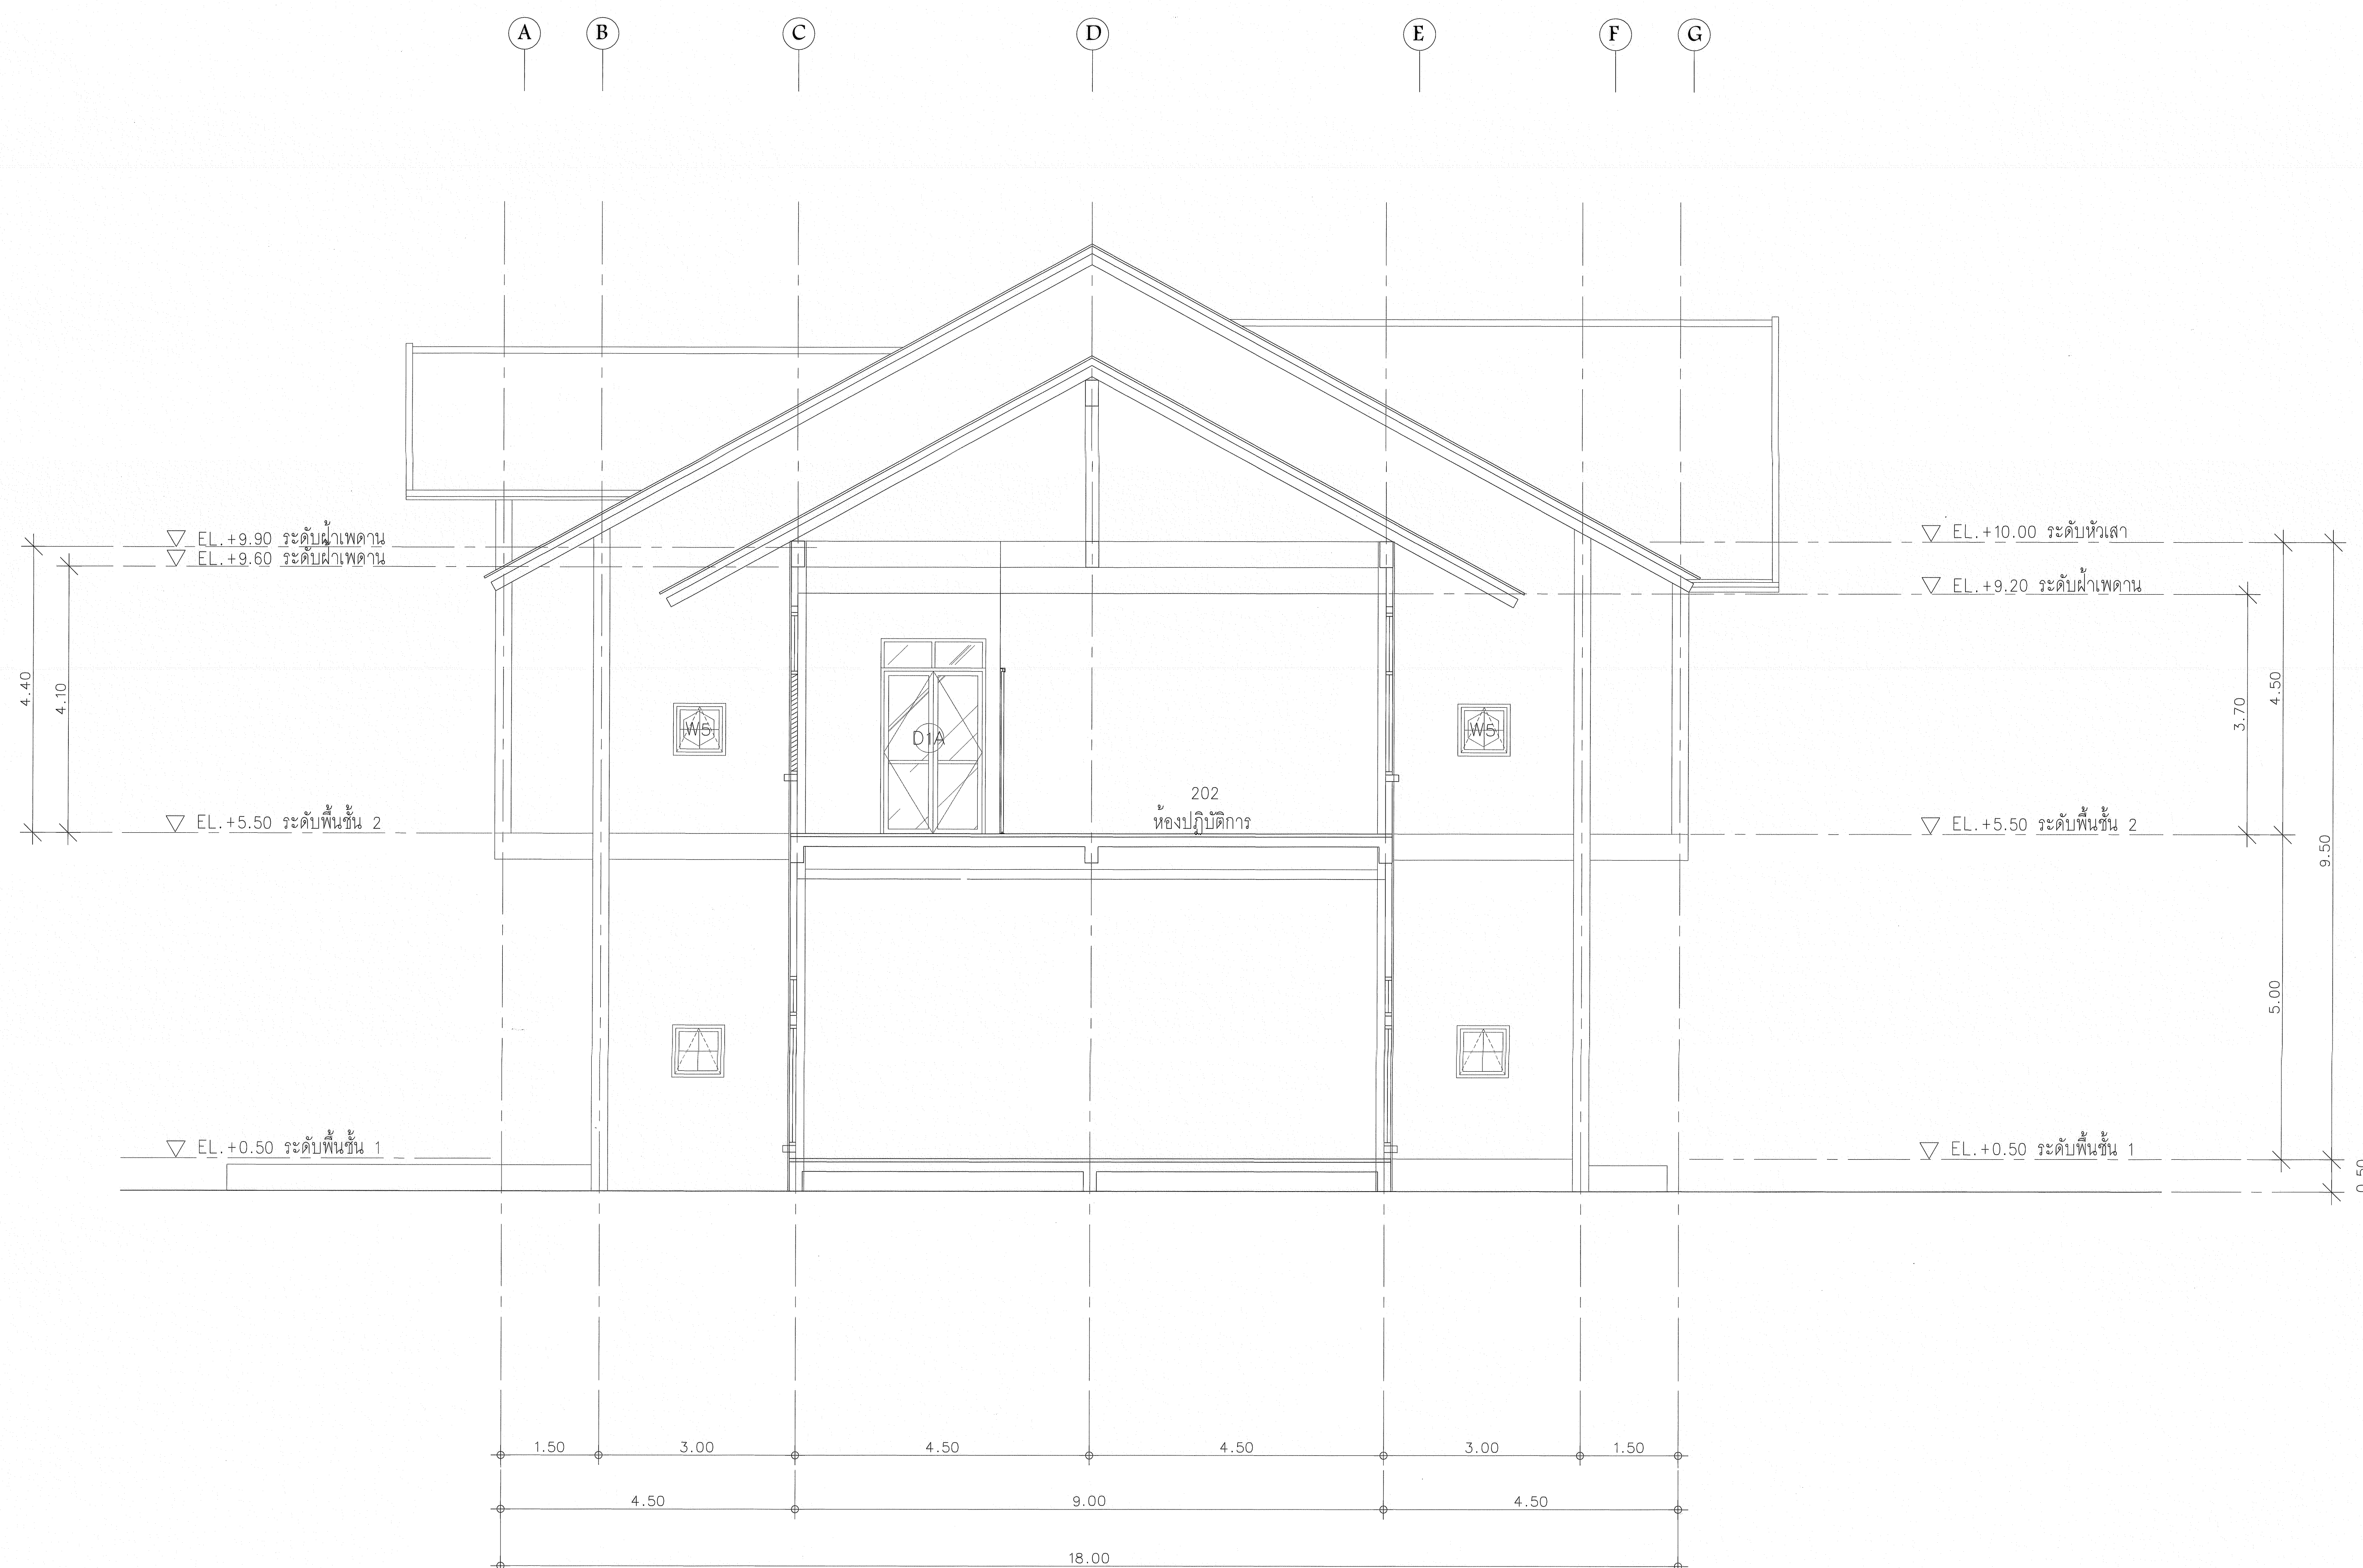 A B C D E F G
EL.+9.90 ระดับฝ้าเพดาน
EL.+9.60 ระดับฝ้าเพดาน
EL.+10.00 ระดับหัวเสา
EL.+9.20 ระดับฝ้าเพดาน
4.40
4.10
W5
D1A
W5
3.70
4.50
9.50
202
ห้องปฏิบัติการ
EL.+5.50 ระดับพื้นชั้น 2
EL.+5.50 ระดับพื้นชั้น 2
5.00
EL.+0.50 ระดับพื้นชั้น 1
EL.+0.50 ระดับพื้นชั้น 1
0.50
1.50 3.00 4.50 4.50 3.00 1.50
4.50 9.00 4.50
18.00